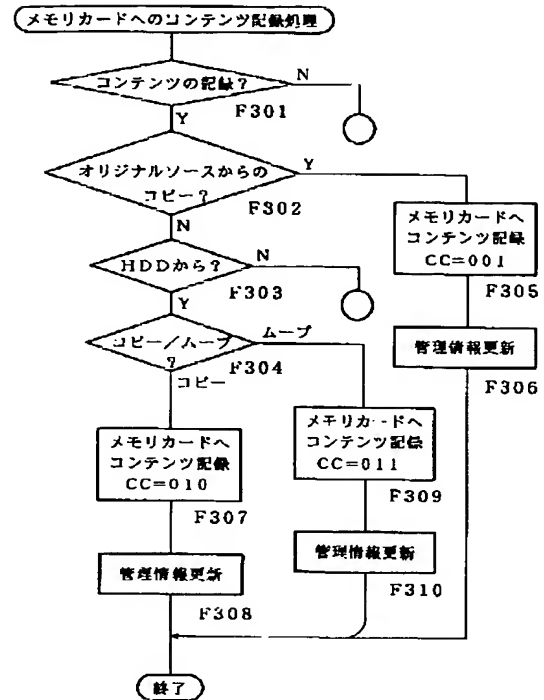 メモリカードへのコンテンツ記録処理
コンテンツの記録？
N
F301
Y
オリジナルソースからの
コピー？
Y
F302
N
メモリカードへ
コンテンツ記録
CC=001
F305
HDDから？
N
F303
Y
管理情報更新
F306
コピー／ムーブ
？
ムーブ
F304
コピー
メモリカードへ
コンテンツ記録
CC=011
F309
メモリカードへ
コンテンツ記録
CC=010
F307
管理情報更新
F310
管理情報更新
F308
終了